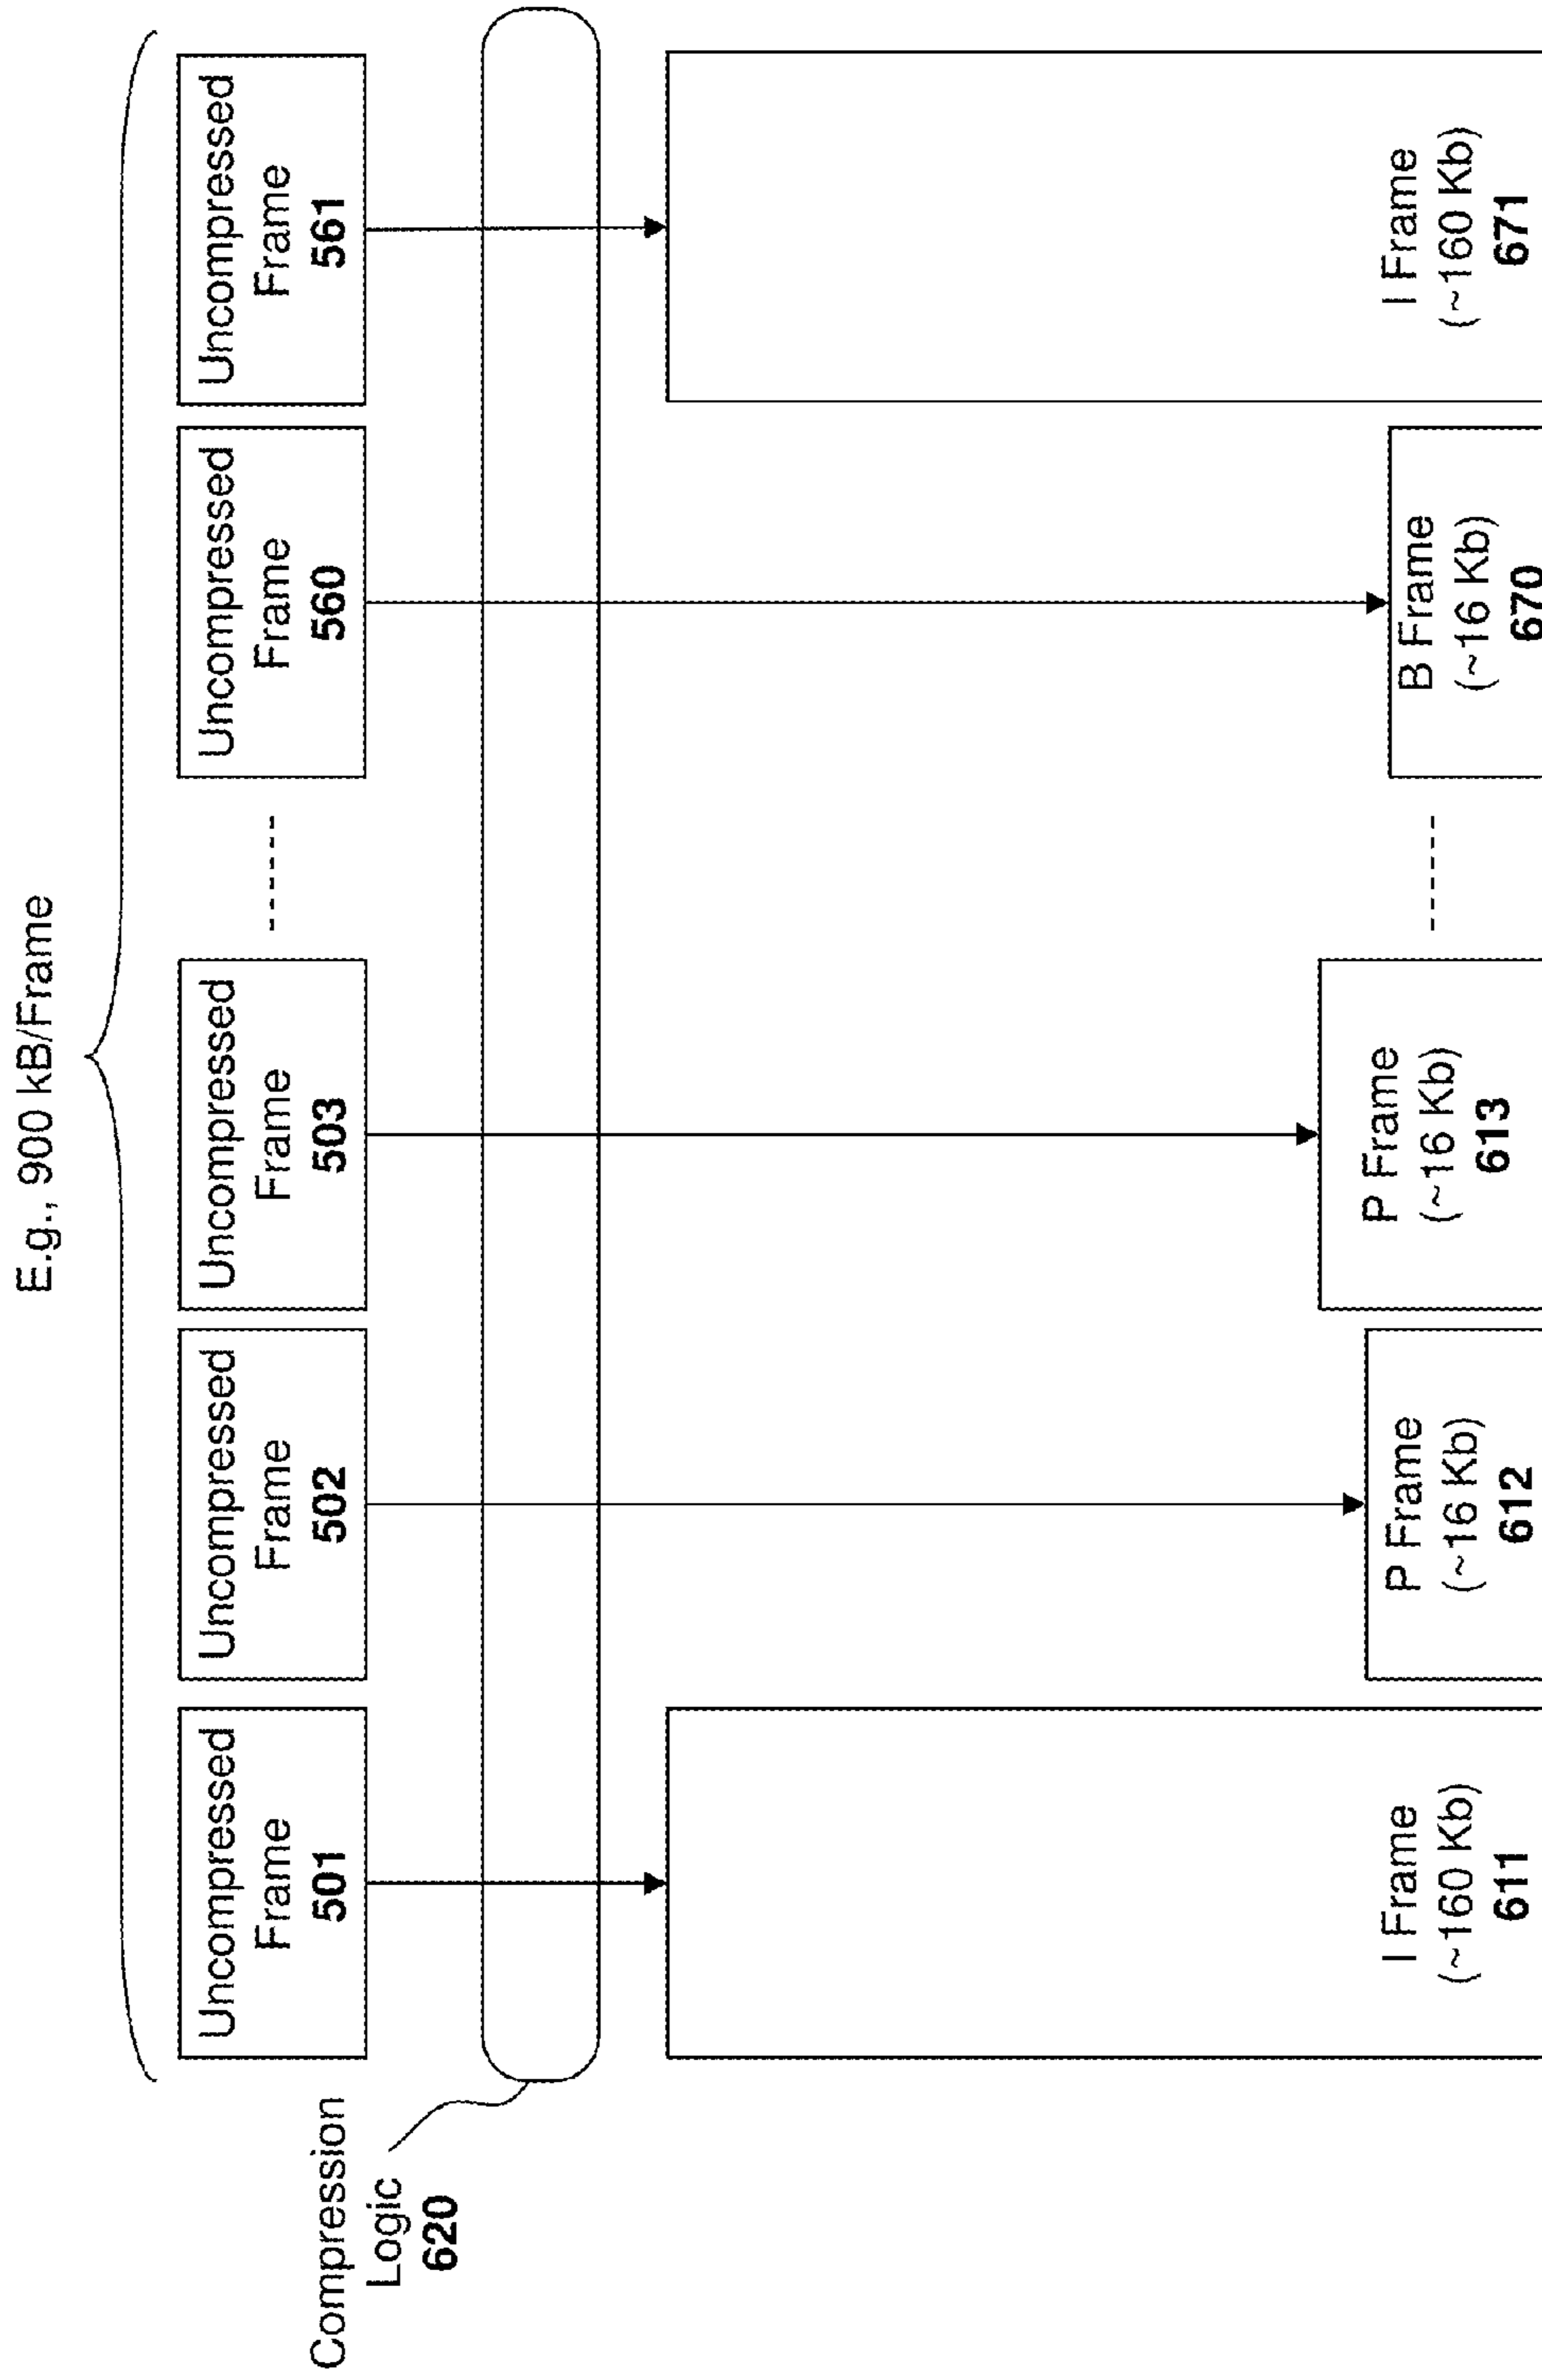 E.g., 900 kB/Frame
Uncompressed
Frame
501
Uncompressed
Frame
502
Uncompressed
Frame
503
Uncompressed
Frame
560
Uncompressed
Frame
561
Compression
Logic
620
I Frame
(~160 Kb)
611
P Frame
(~16 Kb)
612
P Frame
(~16 Kb)
613
B Frame
(~16 Kb)
670
I Frame
(~160 Kb)
671